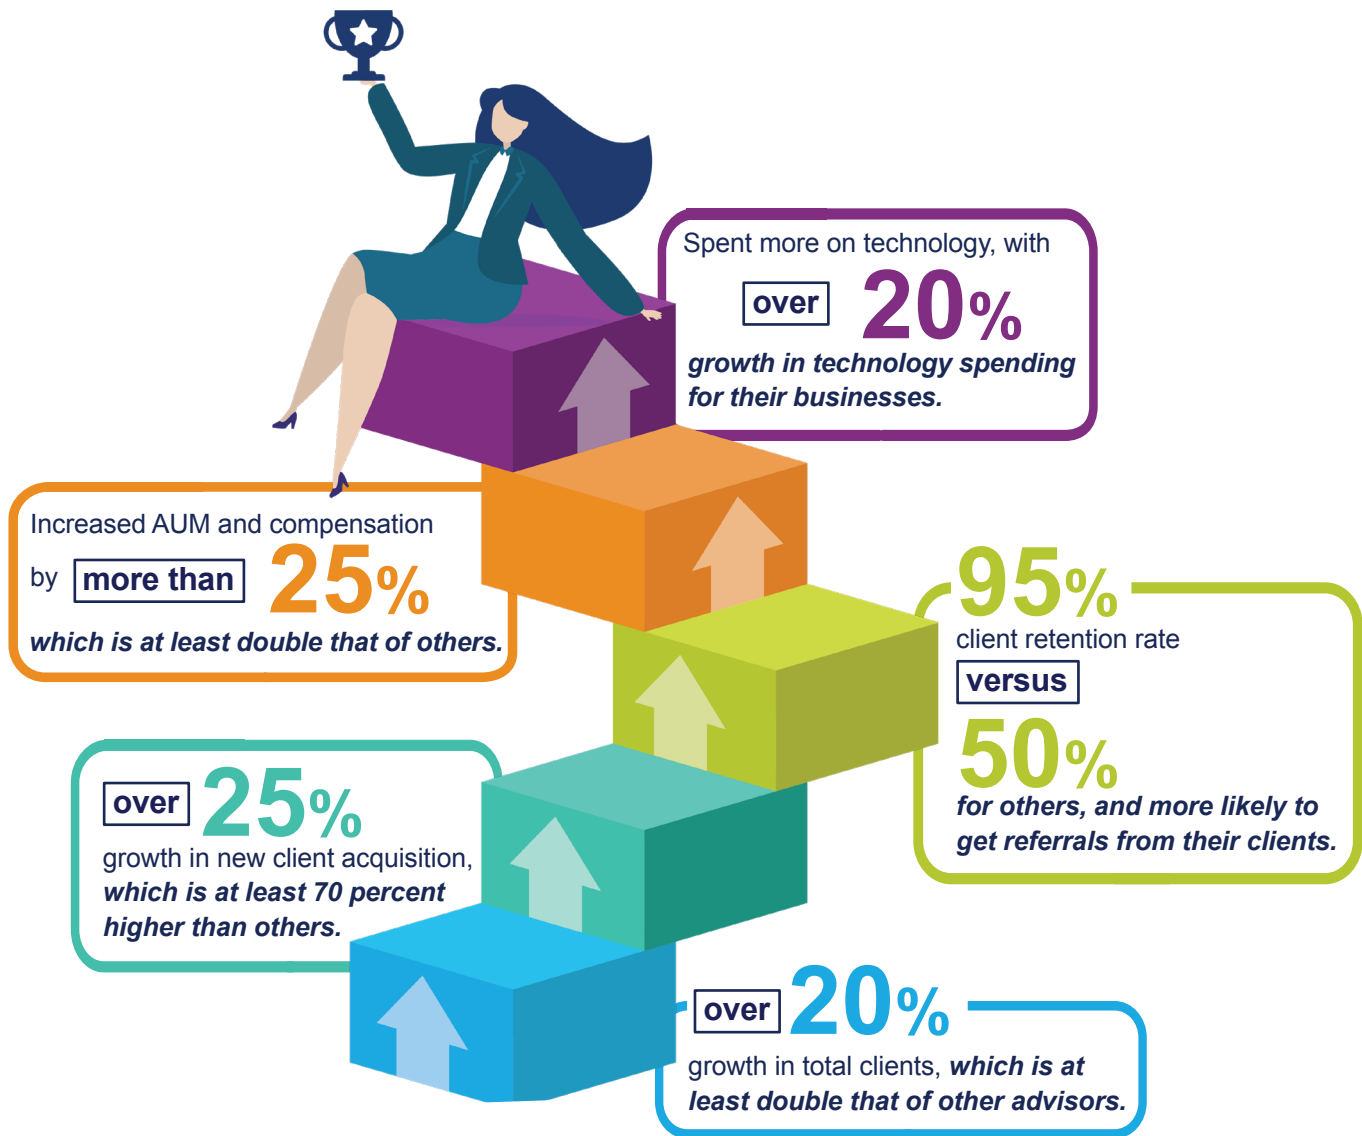 Spent more on technology, with
over 20%
growth in technology spending
for their businesses.
Increased AUM and compensation
by more than 25%
which is at least double that of others.
95%
client retention rate
versus
50%
for others, and more likely to
get referrals from their clients.
over 25%
growth in new client acquisition,
which is at least 70 percent
higher than others.
over 20%
growth in total clients, which is at
least double that of other advisors.